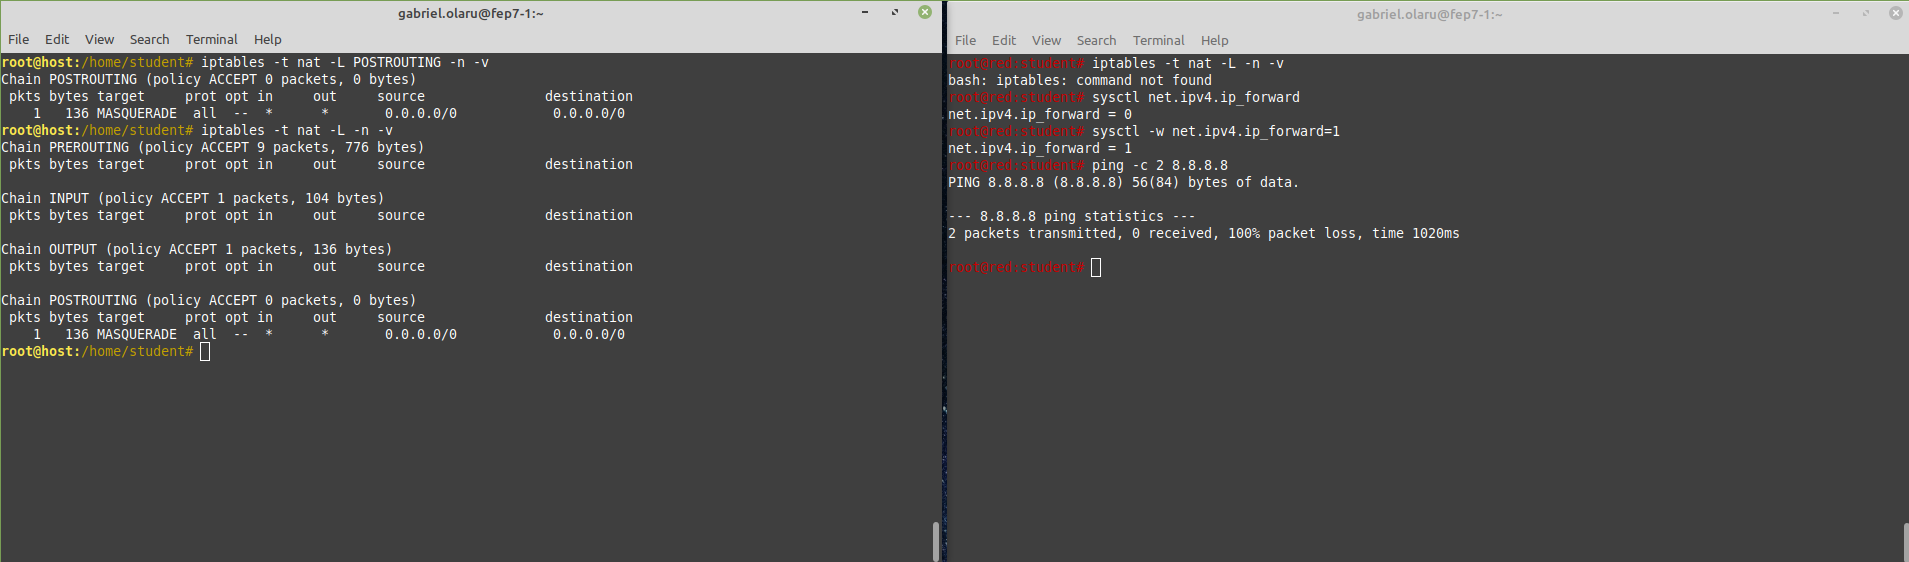 gabriel.olaru@fep7-1:~
File Edit View Search Terminal Help
root@host:/home/student# iptables -t nat -L POSTROUTING -n -v
Chain POSTROUTING (policy ACCEPT 0 packets, 0 bytes)
 pkts bytes target     prot opt in     out     source               destination
    1   136 MASQUERADE  all  --  *      *       0.0.0.0/0            0.0.0.0/0
root@host:/home/student# iptables -t nat -L -n -v
Chain PREROUTING (policy ACCEPT 9 packets, 776 bytes)
 pkts bytes target     prot opt in     out     source               destination
Chain INPUT (policy ACCEPT 1 packets, 104 bytes)
 pkts bytes target     prot opt in     out     source               destination
Chain OUTPUT (policy ACCEPT 1 packets, 136 bytes)
 pkts bytes target     prot opt in     out     source               destination
Chain POSTROUTING (policy ACCEPT 0 packets, 0 bytes)
 pkts bytes target     prot opt in     out     source               destination
    1   136 MASQUERADE  all  --  *      *       0.0.0.0/0            0.0.0.0/0
root@host:/home/student#
gabriel.olaru@fep7-1:~
File Edit View Search Terminal Help
root@red:student# iptables -t nat -L -n -v
bash: iptables: command not found
root@red:student# sysctl net.ipv4.ip_forward
net.ipv4.ip_forward = 0
root@red:student# sysctl -w net.ipv4.ip_forward=1
net.ipv4.ip_forward = 1
root@red:student# ping -c 2 8.8.8.8
PING 8.8.8.8 (8.8.8.8) 56(84) bytes of data.
--- 8.8.8.8 ping statistics ---
2 packets transmitted, 0 received, 100% packet loss, time 1020ms
root@red:student#